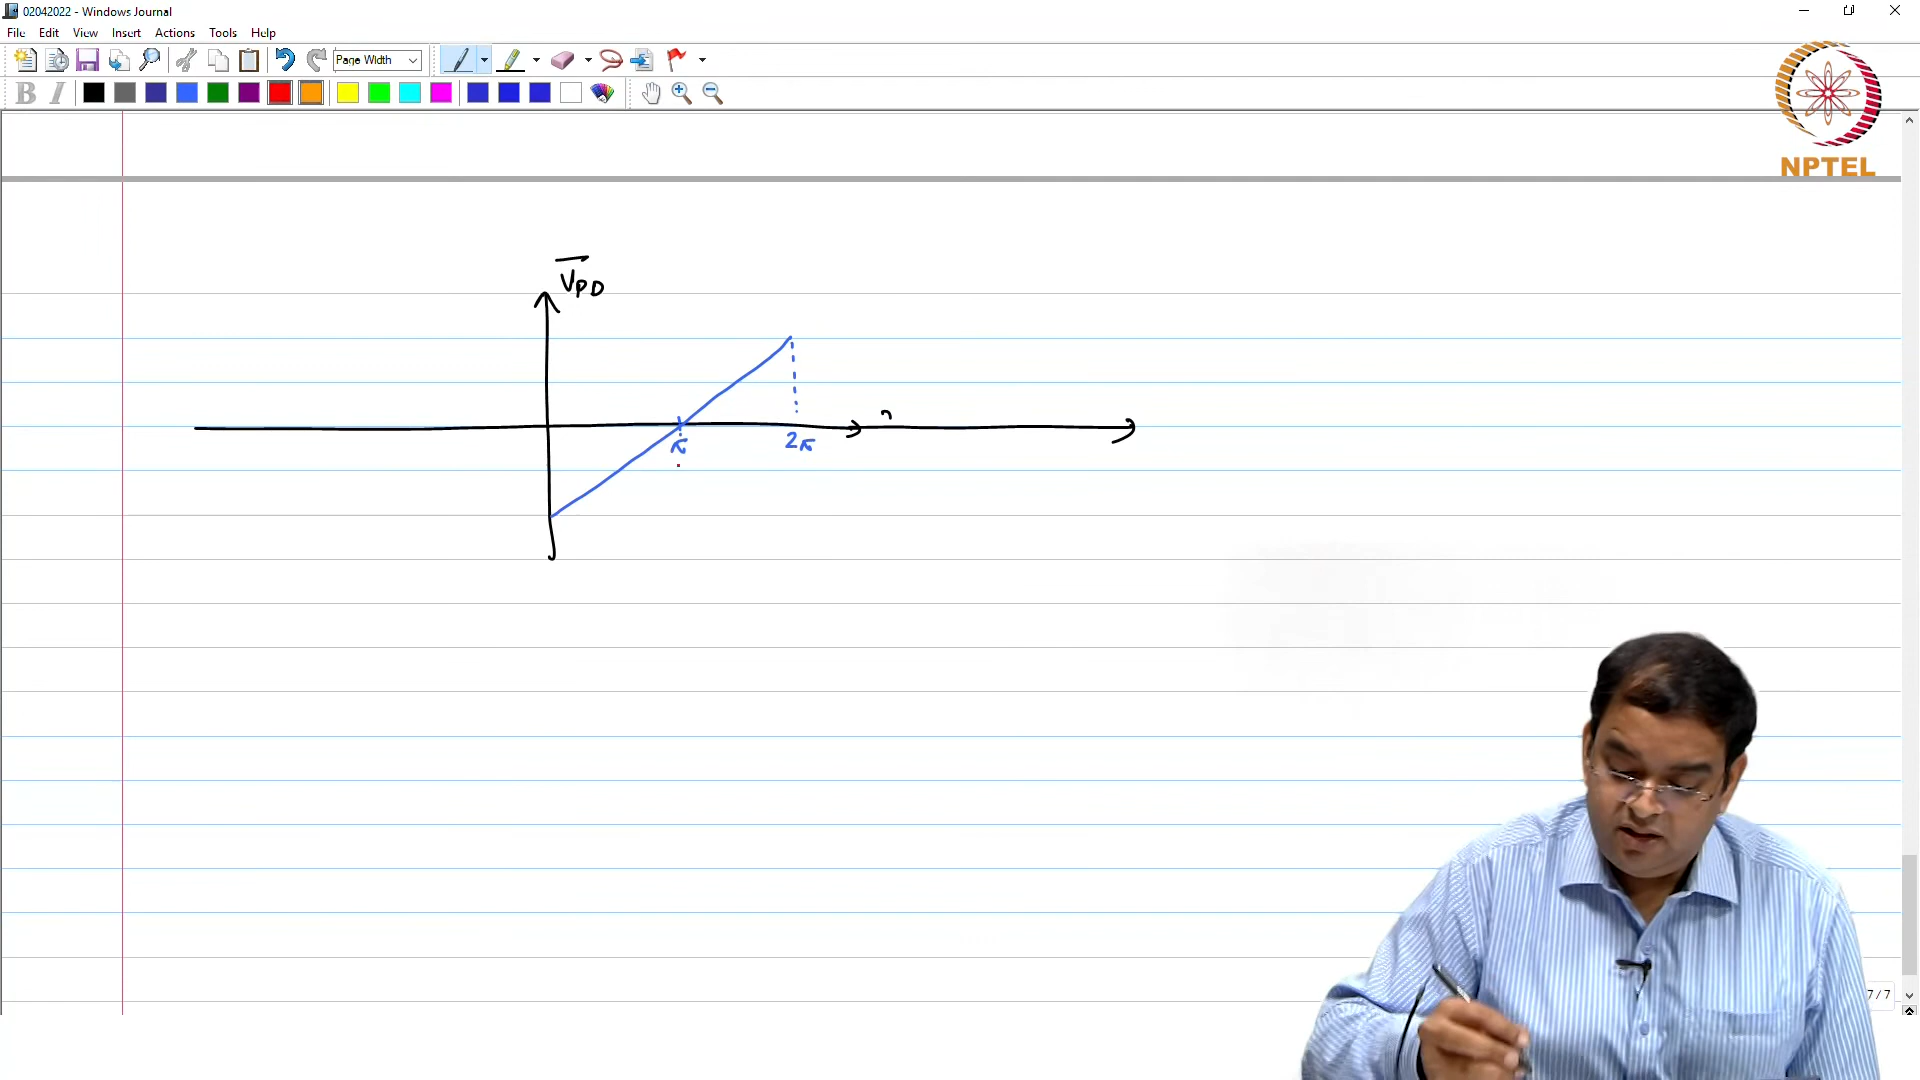 02042022 - Windows Journal
File Edit View Insert Actions Tools Help
Page Width
B I
NPTEL
V̅PD
π 2π
7 / 7